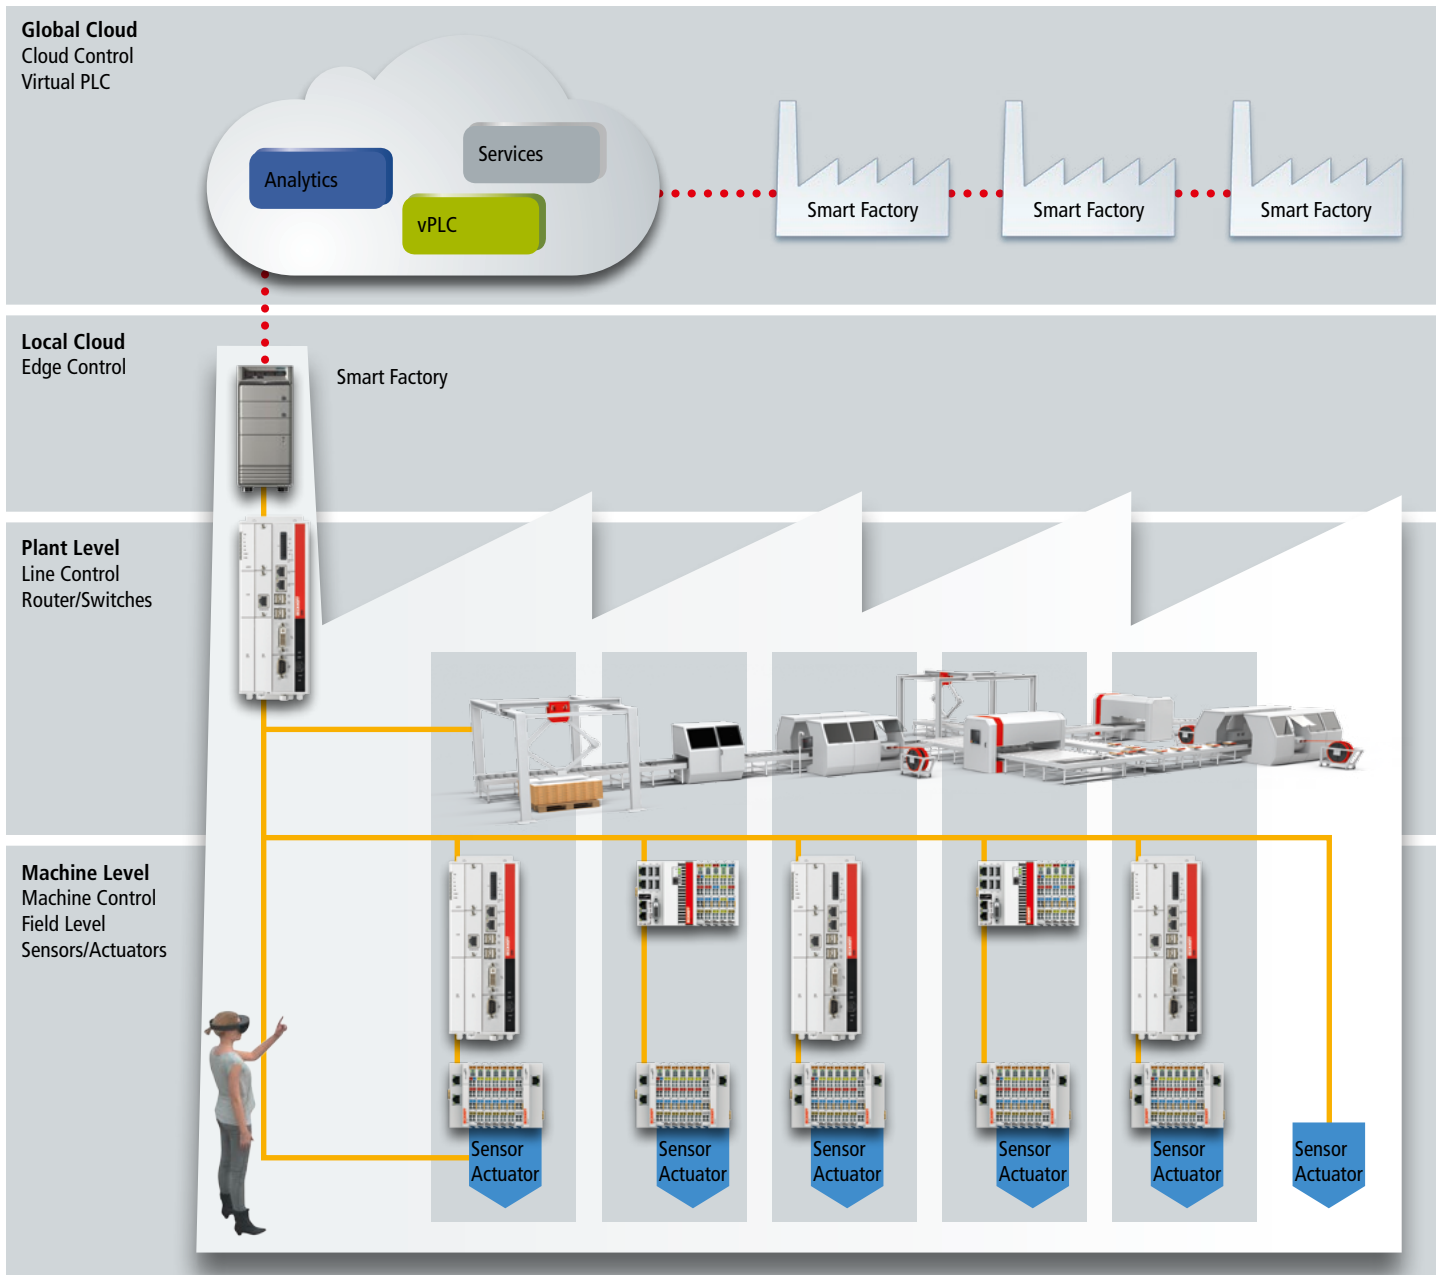 Global Cloud
Cloud Control
Virtual PLC
Analytics
Services
vPLC
Smart Factory
Smart Factory
Smart Factory
Local Cloud
Edge Control
Smart Factory
Plant Level
Line Control
Router/Switches
Machine Level
Machine Control
Field Level
Sensors/Actuators
Sensor
Actuator
Sensor
Actuator
Sensor
Actuator
Sensor
Actuator
Sensor
Actuator
Sensor
Actuator